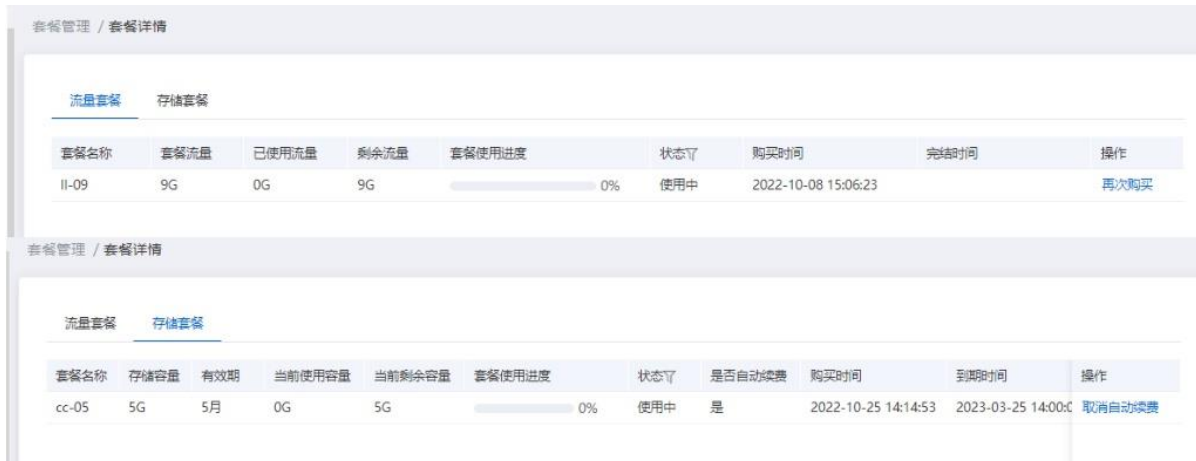 套餐管理 / 套餐详情
流量套餐 存储套餐
套餐名称 套餐流量 已使用流量 剩余流量 套餐使用进度 状态 购买时间 完结时间 操作
ll-09 9G 0G 9G 0% 使用中 2022-10-08 15:06:23 再次购买
套餐管理 / 套餐详情
流量套餐 存储套餐
套餐名称 存储容量 有效期 当前使用容量 当前剩余容量 套餐使用进度 状态 是否自动续费 购买时间 到期时间 操作
cc-05 5G 5月 0G 5G 0% 使用中 是 2022-10-25 14:14:53 2023-03-25 14:00:0 取消自动续费